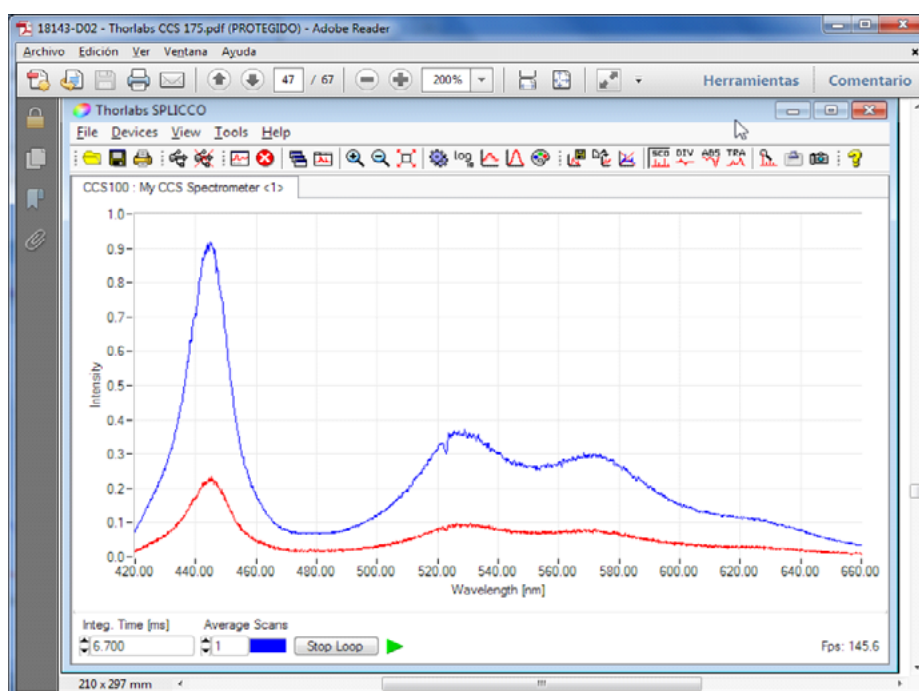 18143-D02 - Thorlabs CCS 175.pdf (PROTEGIDO) - Adobe Reader
Archivo Edición Ver Ventana Ayuda
47 / 67 200% Herramientas Comentario
Thorlabs SPLICCO
File Devices View Tools Help
log SCO DIV ABS TRA
CCS100 : My CCS Spectrometer <1>
1.0
0.9
0.8
0.7
0.6
0.5
0.4
0.3
0.2
0.1
0.0
Intensity
420.00 440.00 460.00 480.00 500.00 520.00 540.00 560.00 580.00 600.00 620.00 640.00 660.00
Wavelength [nm]
Integ. Time [ms] Average Scans
6.700 1 Stop Loop Fps: 145.6
210 x 297 mm